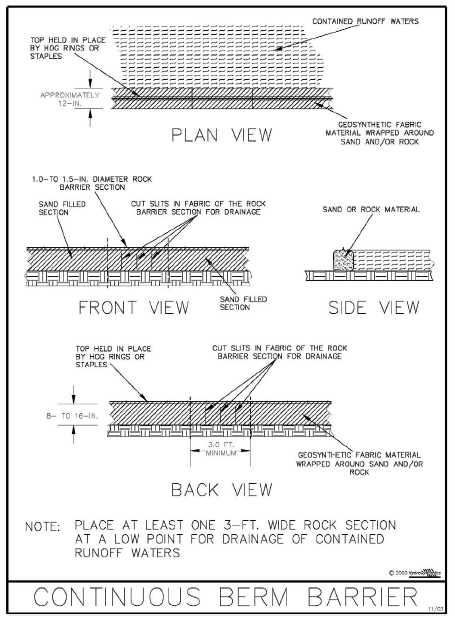 CONTAINED RUNOFF WATERS
TOP HELD IN PLACE
BY HOG RINGS OR
STAPLES
APPROXIMATELY
12-IN.
GEOSYNTHETIC FABRIC
MATERIAL WRAPPED AROUND
SAND AND/OR ROCK
PLAN VIEW
1.0-TO 1.5-IN. DIAMETER ROCK
BARRIER SECTION
SAND FILLED
SECTION
CUT SLITS IN FABRIC OF THE ROCK
BARRIER SECTION FOR DRAINAGE
SAND OR ROCK MATERIAL
SAND FILLED
SECTION
FRONT VIEW
SIDE VIEW
TOP HELD IN PLACE
BY HOG RINGS OR
STAPLES
CUT SLITS IN FABRIC OF THE ROCK
BARRIER SECTION FOR DRAINAGE
8- TO 16-IN.
3.0 FT.
MINIMUM
GEOSYNTHETIC FABRIC MATERIAL
WRAPPED AROUND SAND AND/OR
ROCK
BACK VIEW
NOTE: PLACE AT LEAST ONE 3-FT. WIDE ROCK SECTION
AT A LOW POINT FOR DRAINAGE OF CONTAINED
RUNOFF WATERS
CONTINUOUS BERM BARRIER
11/03